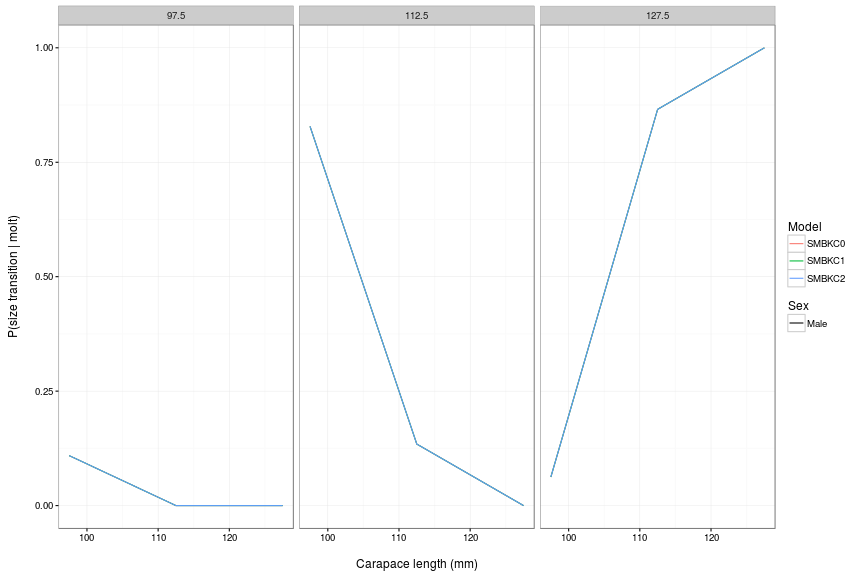 97.5 112.5 127.5
1.00
0.75
0.50
0.25
0.00
P(size transition | molt)
100 110 120 100 110 120 100 110 120
Carapace length (mm)
Model
SMBKC0
SMBKC1
SMBKC2
Sex
Male